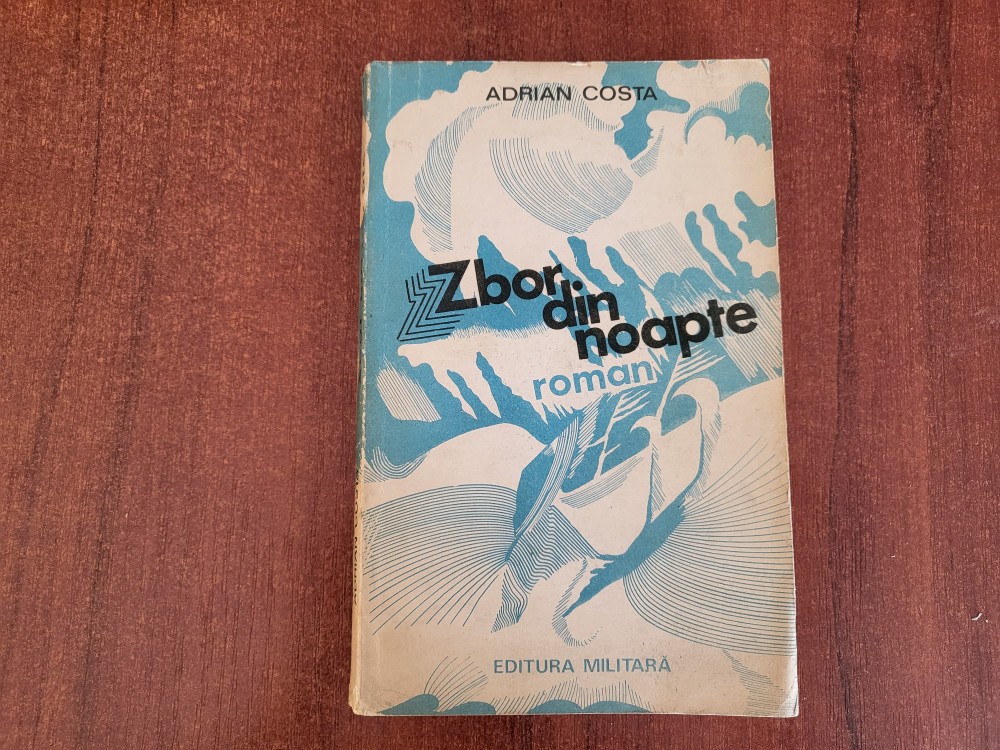 ADRIAN COSTA
Zbor
din
noapte
roman
EDITURA MILITARĂ